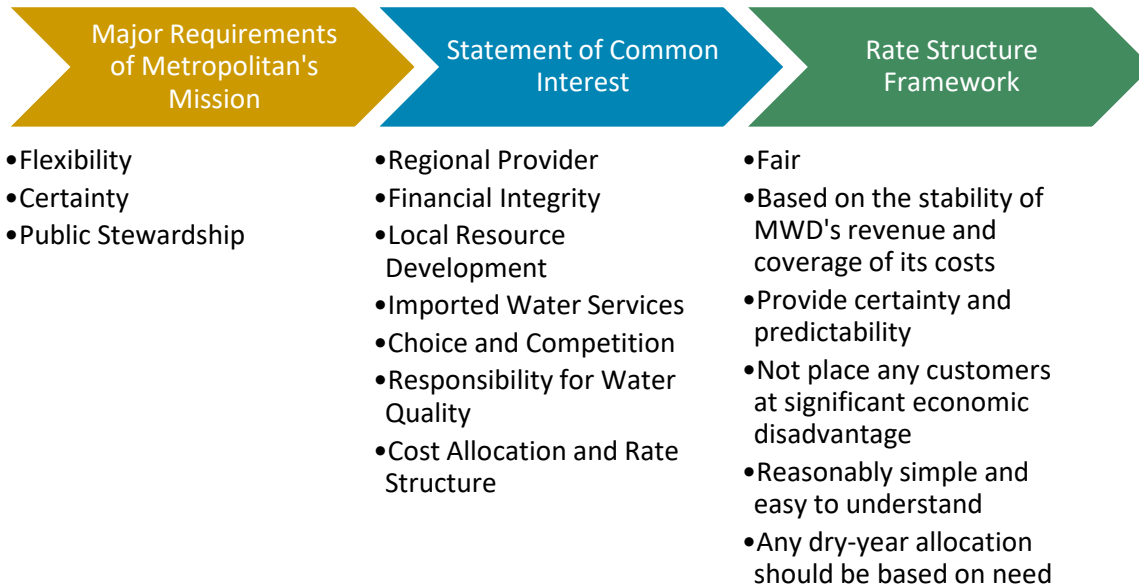 Major Requirements
of Metropolitan's
Mission
•Flexibility
•Certainty
•Public Stewardship
Statement of Common
Interest
•Regional Provider
•Financial Integrity
•Local Resource
Development
•Imported Water Services
•Choice and Competition
•Responsibility for Water
Quality
•Cost Allocation and Rate
Structure
Rate Structure
Framework
•Fair
•Based on the stability of
MWD's revenue and
coverage of its costs
•Provide certainty and
predictability
•Not place any customers
at significant economic
disadvantage
•Reasonably simple and
easy to understand
•Any dry-year allocation
should be based on need